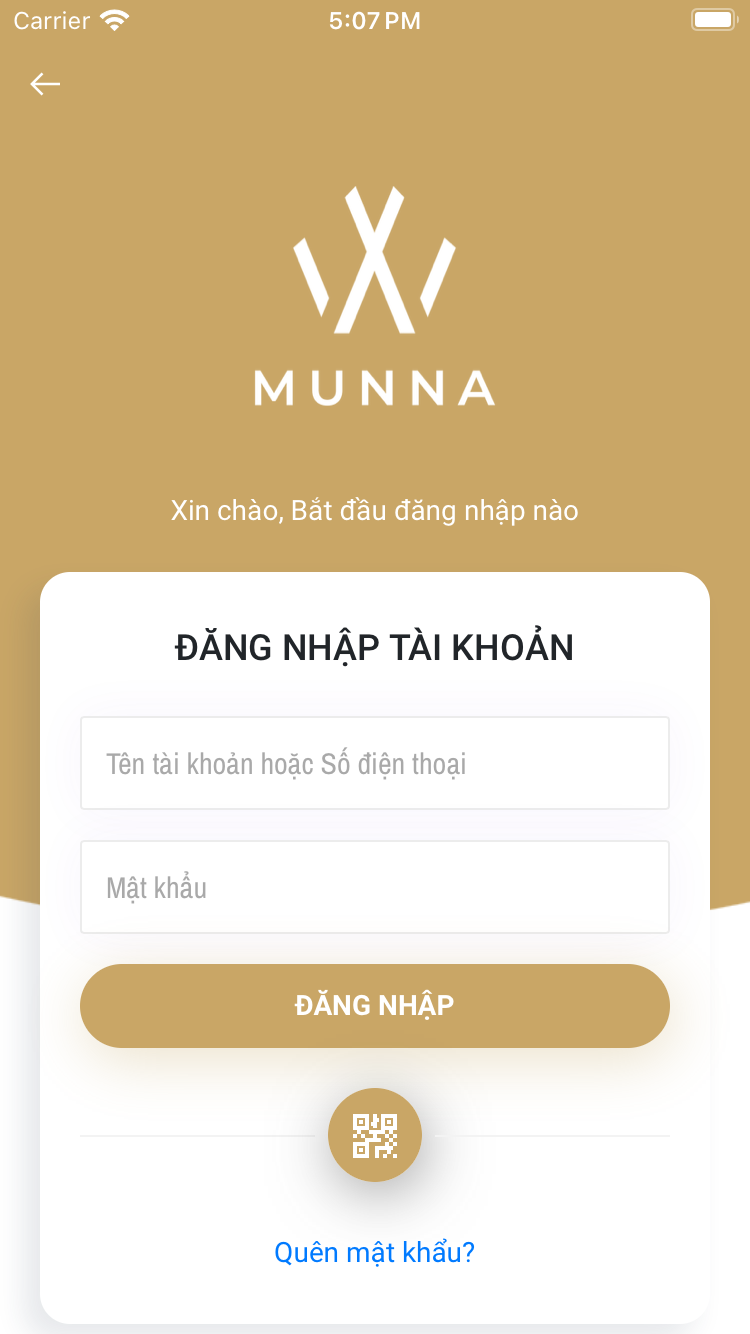 Carrier 5:07 PM
MUNNA
Xin chào, Bắt đầu đăng nhập nào
ĐĂNG NHẬP TÀI KHOẢN
Tên tài khoản hoặc Số điện thoại
Mật khẩu
ĐĂNG NHẬP
Quên mật khẩu?